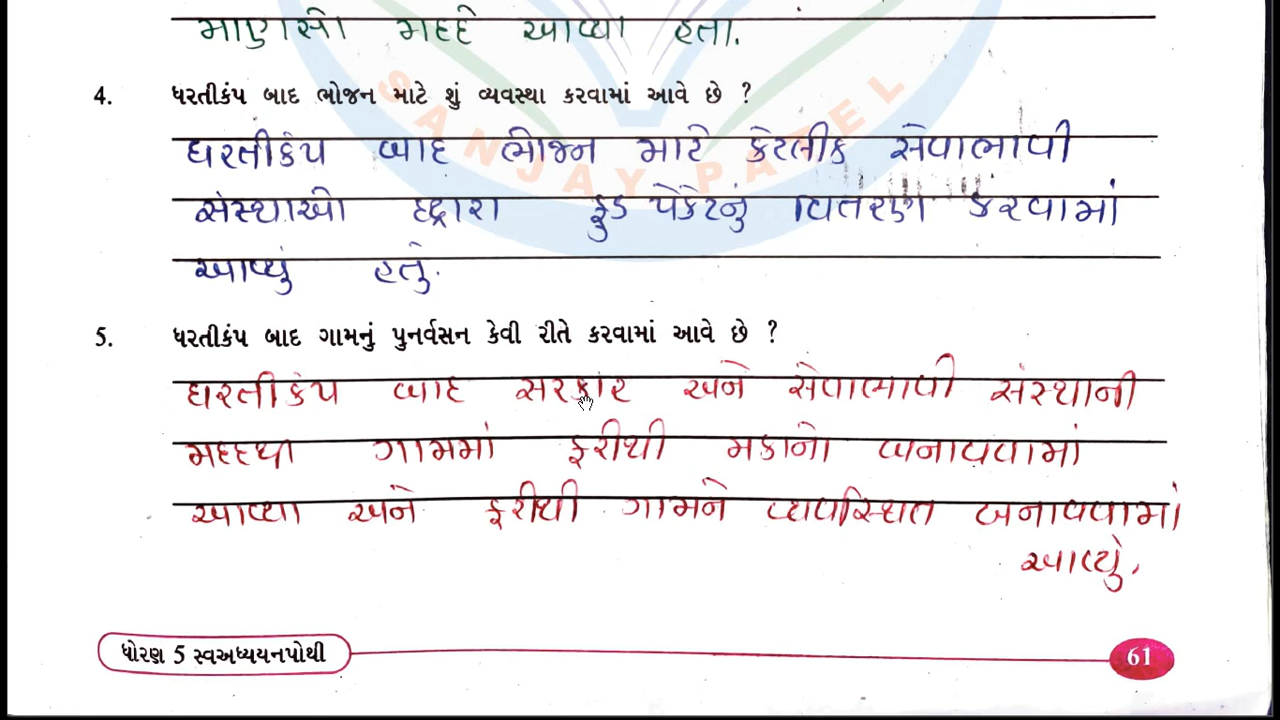 માણસો મદદે આવ્યા હતા.
SANJAY PATEL
4. ધરતીકંપ બાદ ભોજન માટે શું વ્યવસ્થા કરવામાં આવે છે ?
ધરતીકંપ બાદ ભોજન માટે કેટલીક સેવાભાવી
સંસ્થાઓ દ્વારા ફુડ પેકેટનું વિતરણ કરવામાં
આવ્યું હતું.
5. ધરતીકંપ બાદ ગામનું પુનર્વસન કેવી રીતે કરવામાં આવે છે ?
ધરતીકંપ બાદ સરકાર અને સેવાભાવી સંસ્થાની
મદદથી ગામમાં ફરીથી મકાનો બનાવવામાં
આવ્યા અને ફરીથી ગામને વ્યવસ્થિત બનાવવામાં
આવ્યું.
ધોરણ 5 સ્વઅધ્યયનપોથી
61